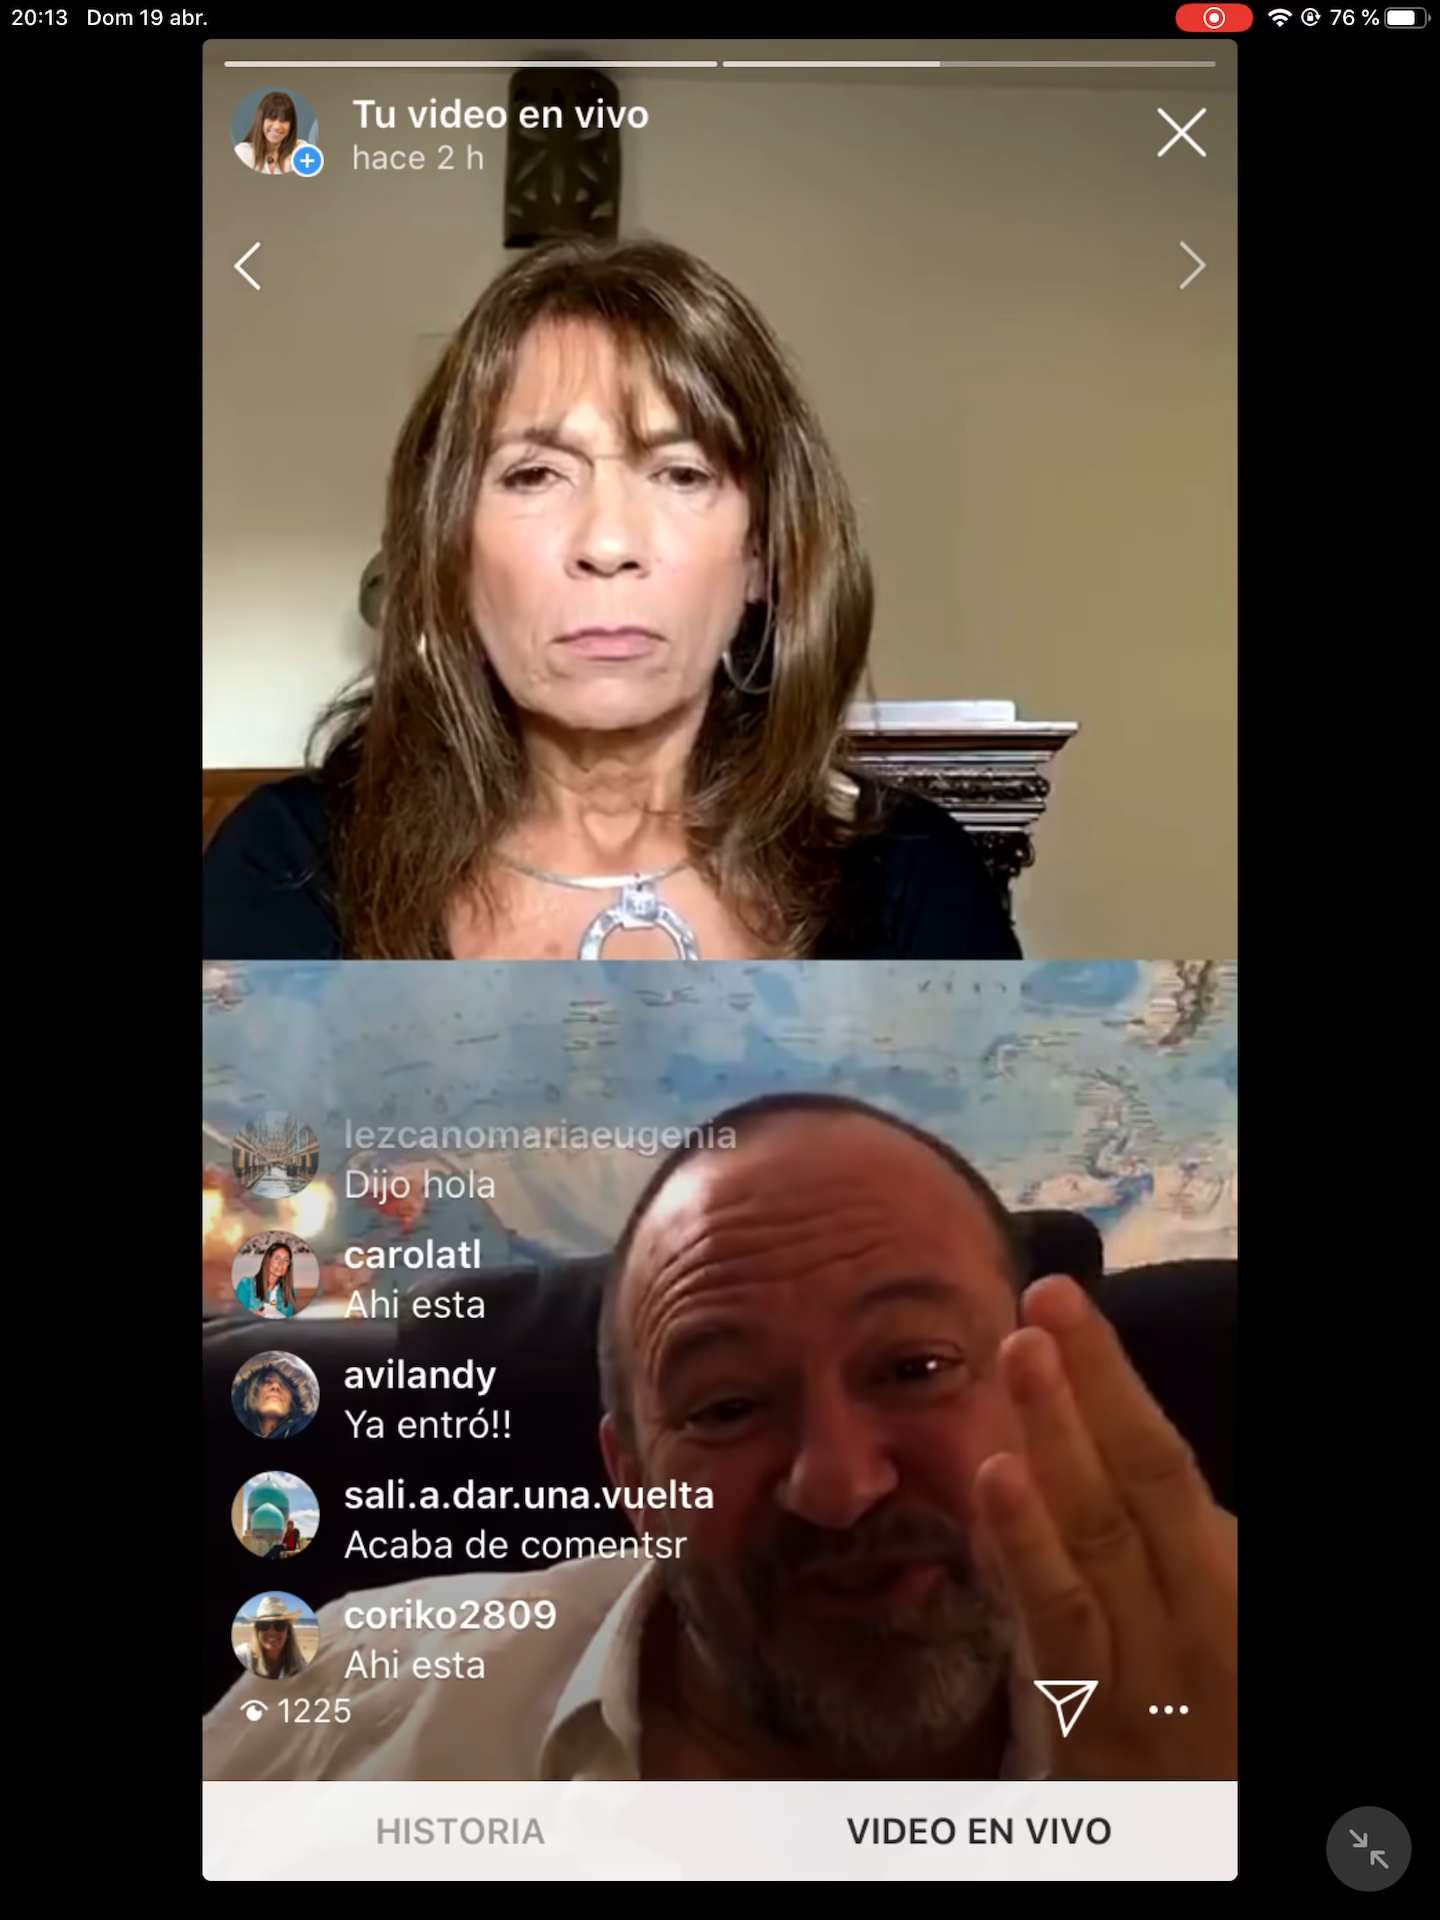 20:13 Dom 19 abr.
76 %
Tu video en vivo
hace 2 h
lezcanomariaeugenia
Dijo hola
carolatl
Ahi esta
avilandy
Ya entró!!
sali.a.dar.una.vuelta
Acaba de comentsr
coriko2809
Ahi esta
1225
HISTORIA
VIDEO EN VIVO